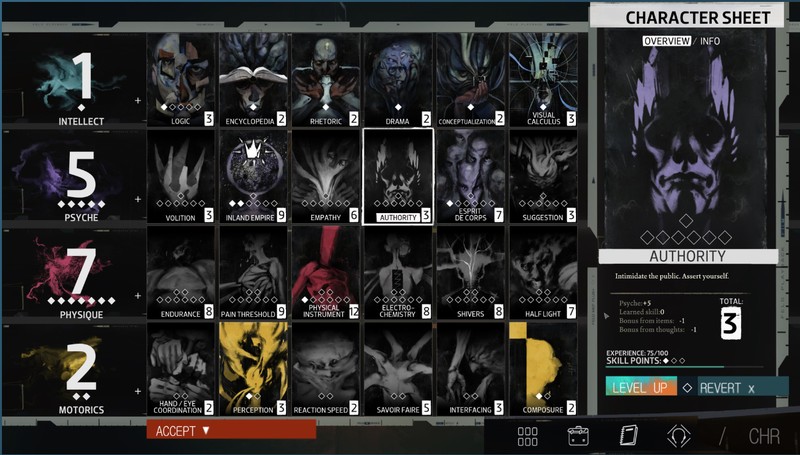 CHARACTER SHEET
OVERVIEW / INFO
1
INTELLECT
+
LOGIC 3
ENCYCLOPEDIA 2
RHETORIC 2
DRAMA 2
CONCEPTUALIZATION 2
VISUAL
CALCULUS 3
5
PSYCHE
+
VOLITION 3
INLAND EMPIRE 9
EMPATHY 6
AUTHORITY 3
ESPRIT
DE CORPS 7
SUGGESTION 3
7
PHYSIQUE
+
ENDURANCE 8
PAIN THRESHOLD 9
PHYSICAL
INSTRUMENT 12
ELECTRO-
CHEMISTRY 8
SHIVERS 8
HALF LIGHT 7
2
MOTORICS
+
HAND / EYE
COORDINATION 2
PERCEPTION 3
REACTION SPEED 2
SAVOIR FAIRE 5
INTERFACING 3
COMPOSURE 2
AUTHORITY
Intimidate the public. Assert yourself.
Psyche:+5
Learned skill:0
Bonus from items: -1
Bonus from thoughts: -1
TOTAL:
3
EXPERIENCE: 75/100
SKILL POINTS:
LEVEL UP
REVERT x
ACCEPT
/ CHR